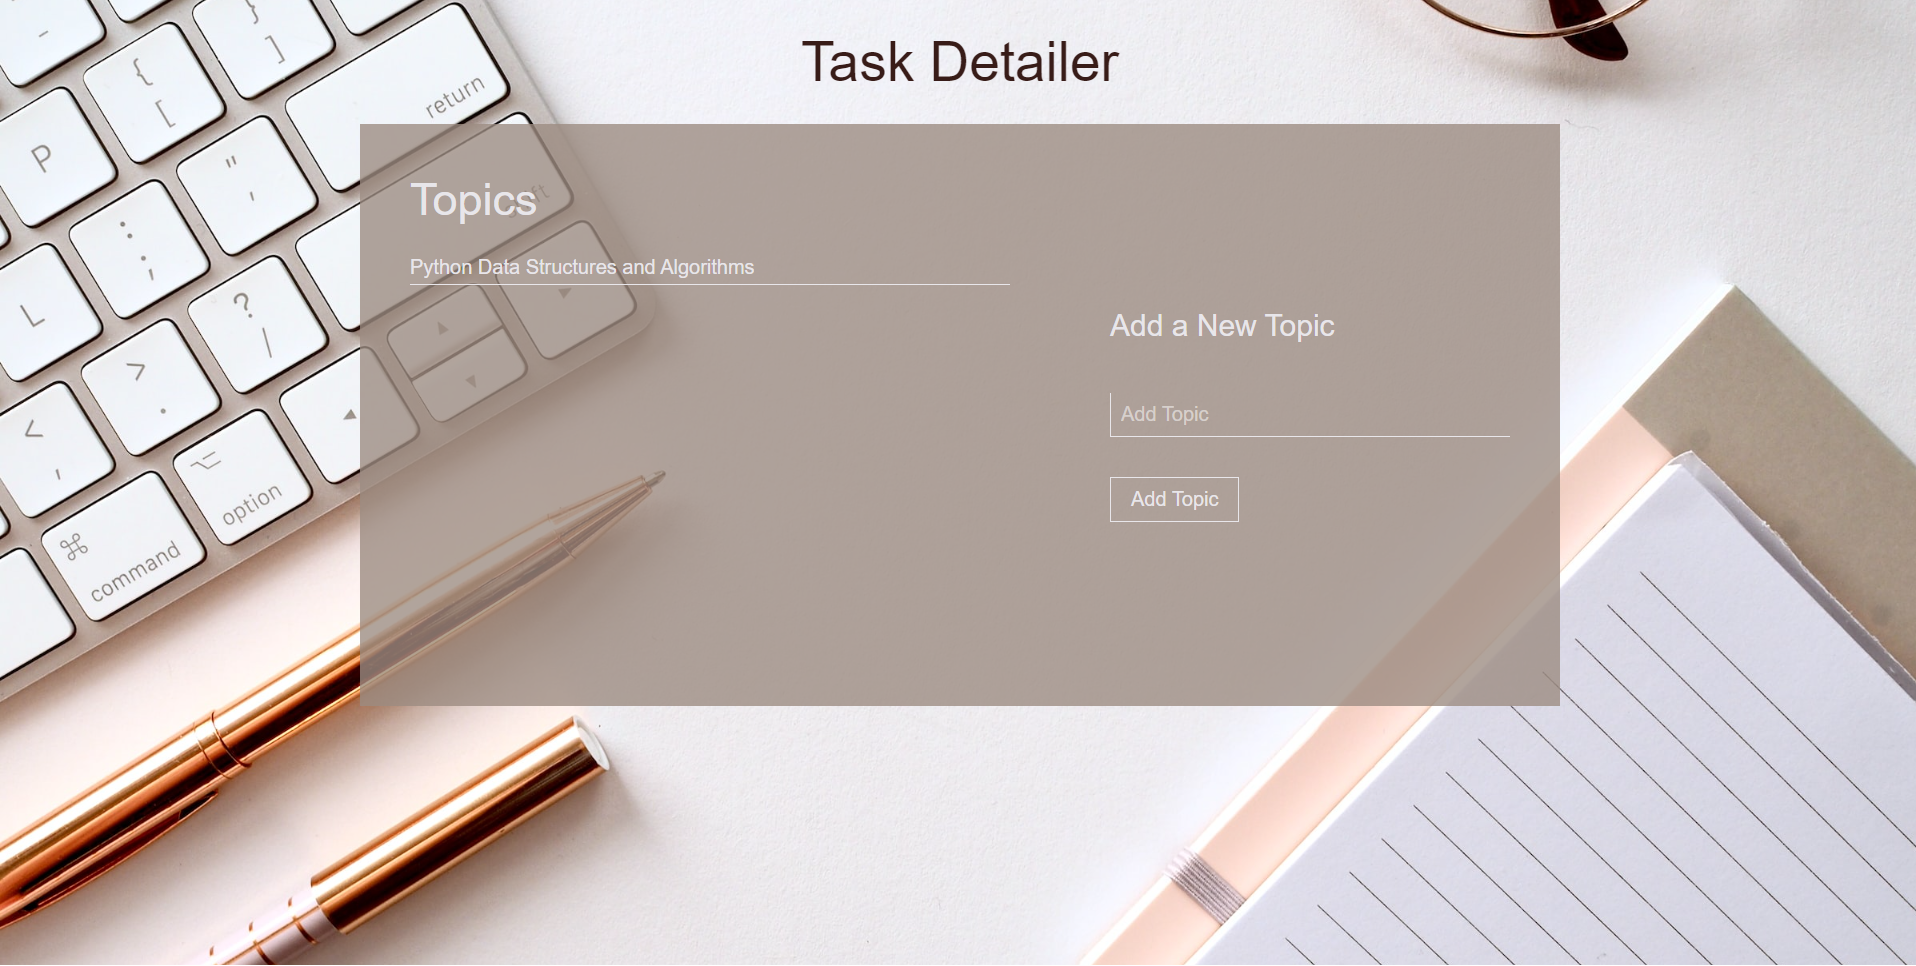 Task Detailer
Topics
Python Data Structures and Algorithms
Add a New Topic
Add Topic
Add Topic
-
{
[
}
]
return
P
"
'
:
;
L
?
/
>
.
<
,
option
command